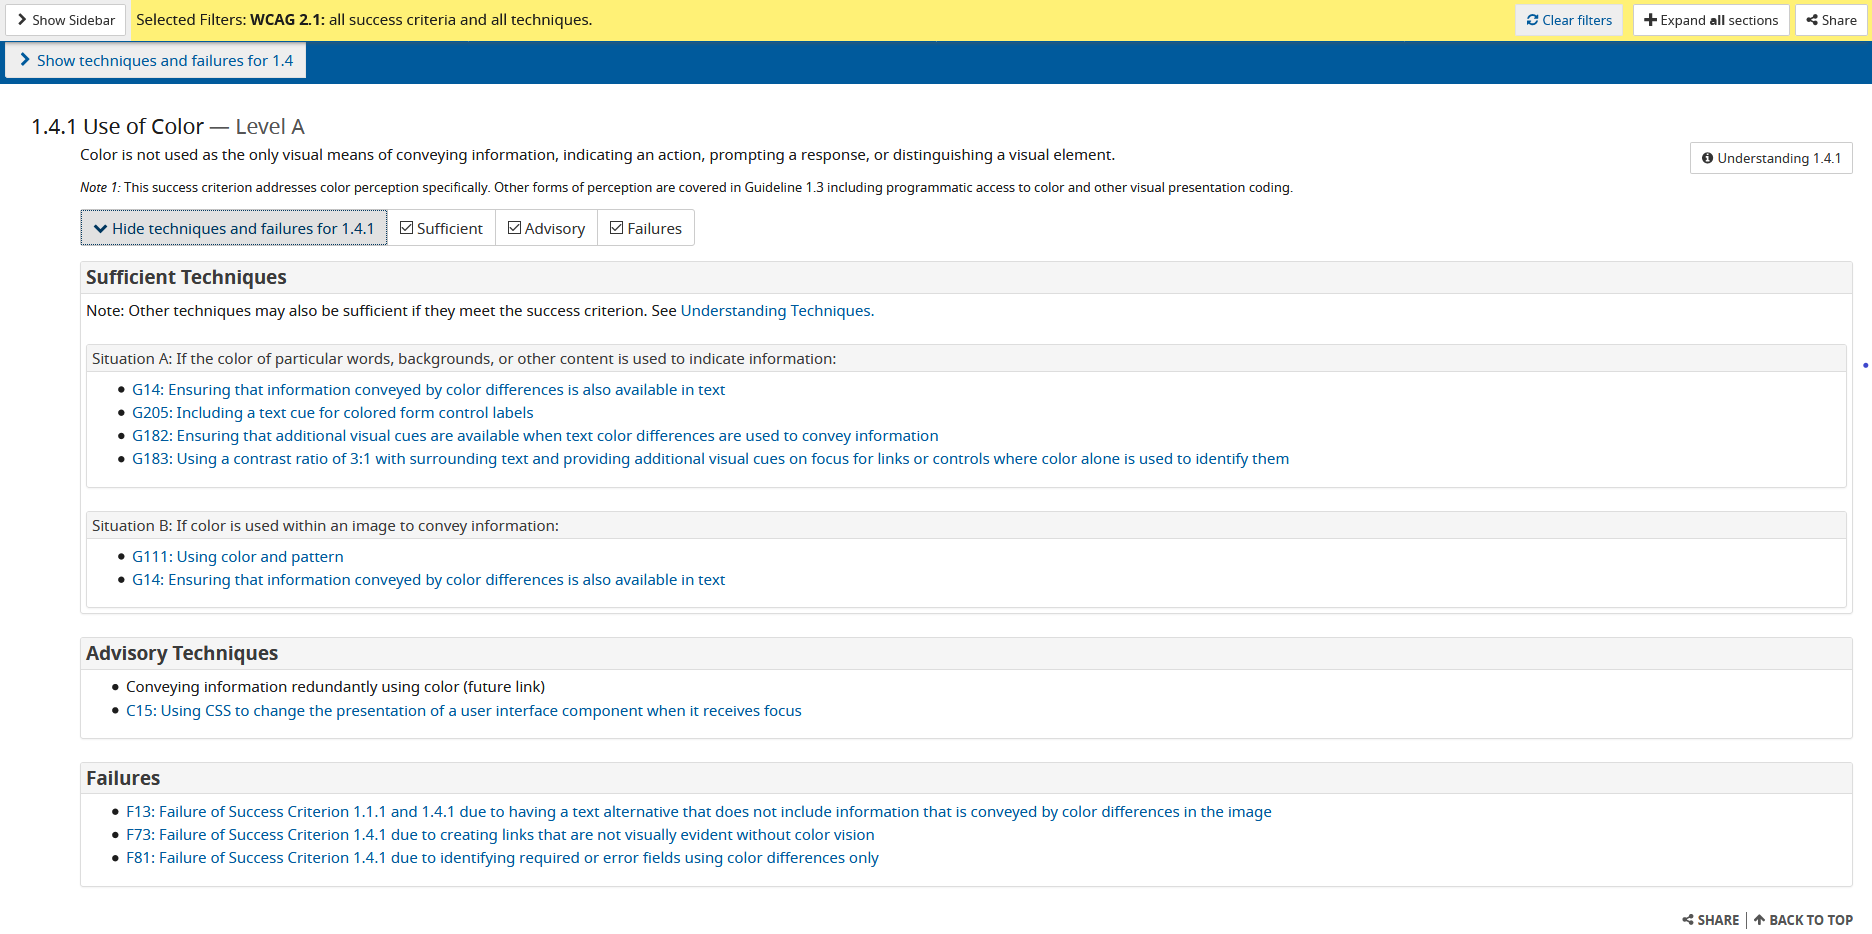 Show Sidebar
Selected Filters: WCAG 2.1: all success criteria and all techniques.
Clear filters
Expand all sections
Share
Show techniques and failures for 1.4
1.4.1 Use of Color — Level A
Color is not used as the only visual means of conveying information, indicating an action, prompting a response, or distinguishing a visual element.
Understanding 1.4.1
Note 1: This success criterion addresses color perception specifically. Other forms of perception are covered in Guideline 1.3 including programmatic access to color and other visual presentation coding.
Hide techniques and failures for 1.4.1
Sufficient
Advisory
Failures
Sufficient Techniques
Note: Other techniques may also be sufficient if they meet the success criterion. See Understanding Techniques.
Situation A: If the color of particular words, backgrounds, or other content is used to indicate information:
G14: Ensuring that information conveyed by color differences is also available in text
G205: Including a text cue for colored form control labels
G182: Ensuring that additional visual cues are available when text color differences are used to convey information
G183: Using a contrast ratio of 3:1 with surrounding text and providing additional visual cues on focus for links or controls where color alone is used to identify them
Situation B: If color is used within an image to convey information:
G111: Using color and pattern
G14: Ensuring that information conveyed by color differences is also available in text
Advisory Techniques
Conveying information redundantly using color (future link)
C15: Using CSS to change the presentation of a user interface component when it receives focus
Failures
F13: Failure of Success Criterion 1.1.1 and 1.4.1 due to having a text alternative that does not include information that is conveyed by color differences in the image
F73: Failure of Success Criterion 1.4.1 due to creating links that are not visually evident without color vision
F81: Failure of Success Criterion 1.4.1 due to identifying required or error fields using color differences only
SHARE | BACK TO TOP